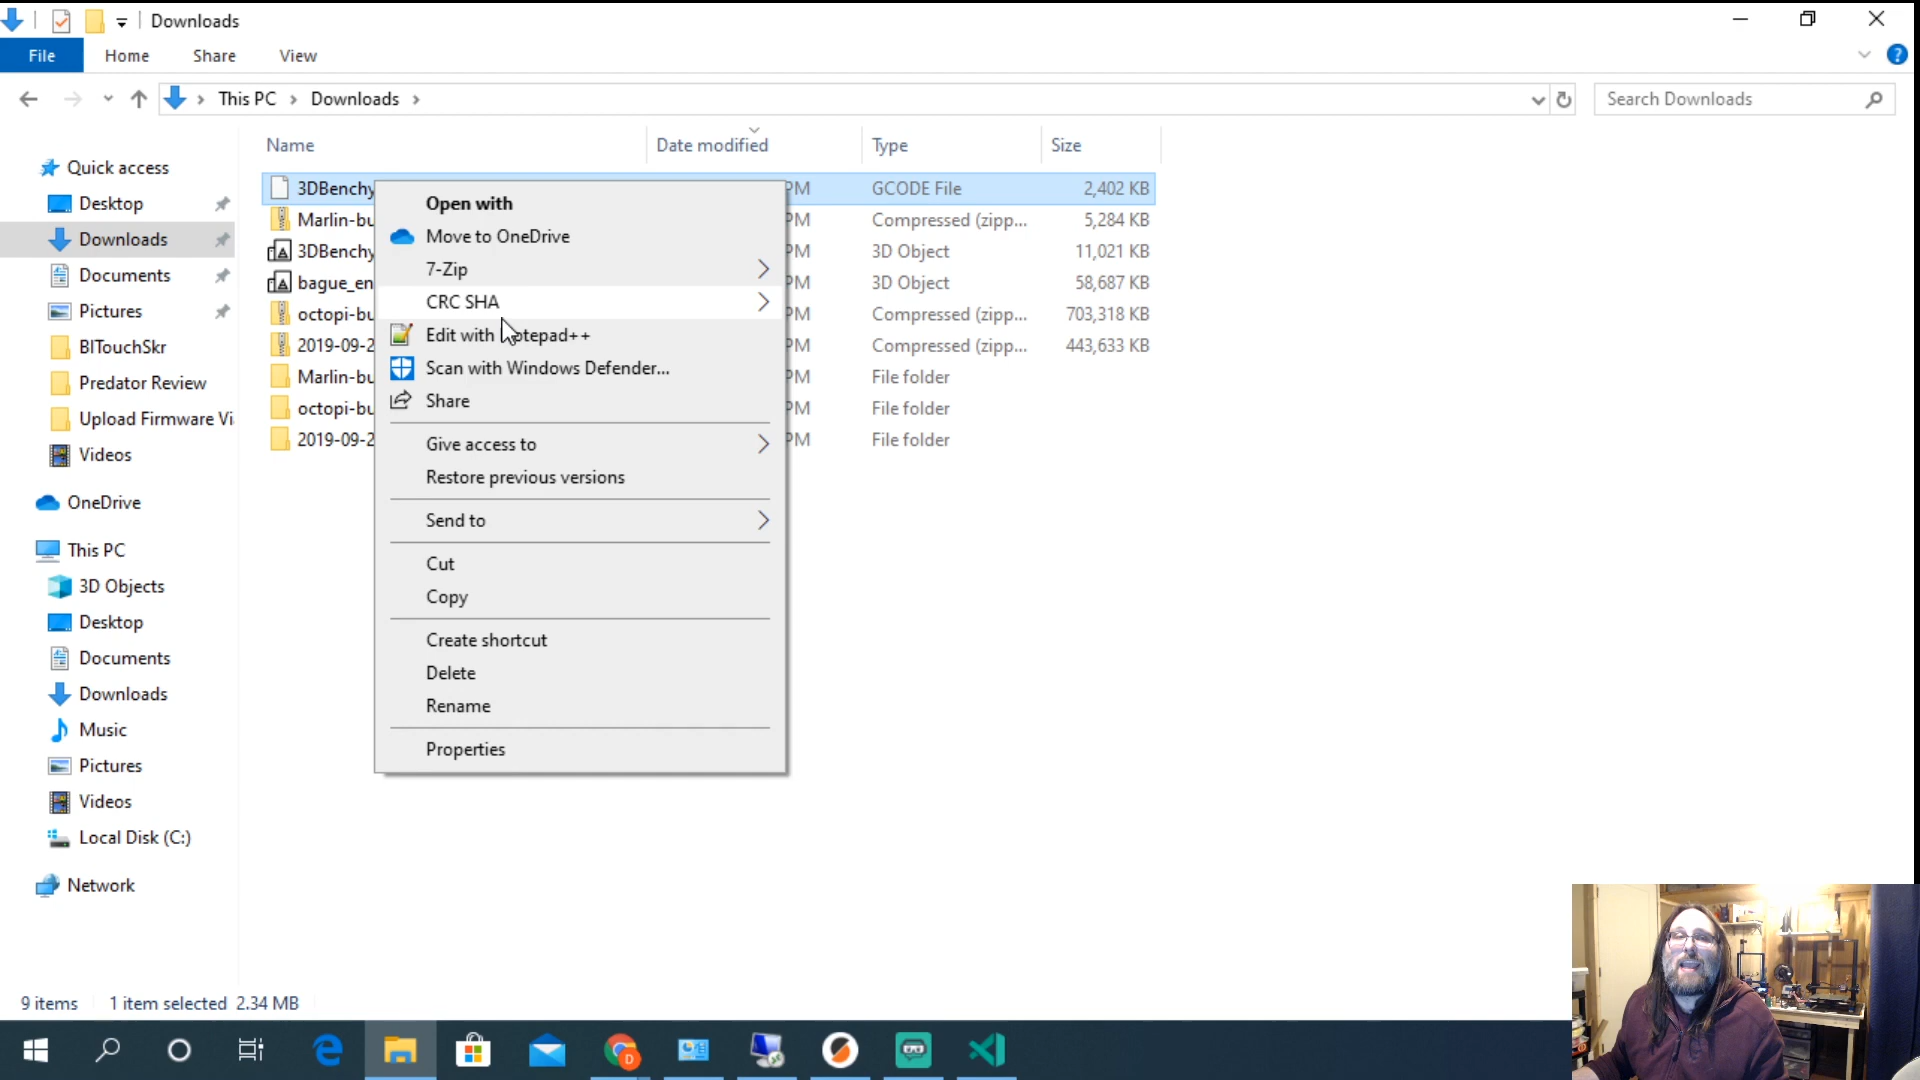 Downloads
File
Home
Share
View
This PC
Downloads
Search Downloads
Name
Date modified
Type
Size
Quick access
Desktop
Downloads
Documents
Pictures
BlTouchSkr
Predator Review
Upload Firmware Vi
Videos
OneDrive
This PC
3D Objects
Desktop
Documents
Downloads
Music
Pictures
Videos
Local Disk (C:)
Network
3DBenchy PM GCODE File 2,402 KB
Marlin-bu PM Compressed (zipp... 5,284 KB
3DBenchy PM 3D Object 11,021 KB
bague_en PM 3D Object 58,687 KB
octopi-bu PM Compressed (zipp... 703,318 KB
2019-09-2 PM Compressed (zipp... 443,633 KB
Marlin-bu PM File folder
octopi-bu PM File folder
2019-09-2 PM File folder
Open with
Move to OneDrive
7-Zip
CRC SHA
Edit with Notepad++
Scan with Windows Defender...
Share
Give access to
Restore previous versions
Send to
Cut
Copy
Create shortcut
Delete
Rename
Properties
9 items 1 item selected 2.34 MB